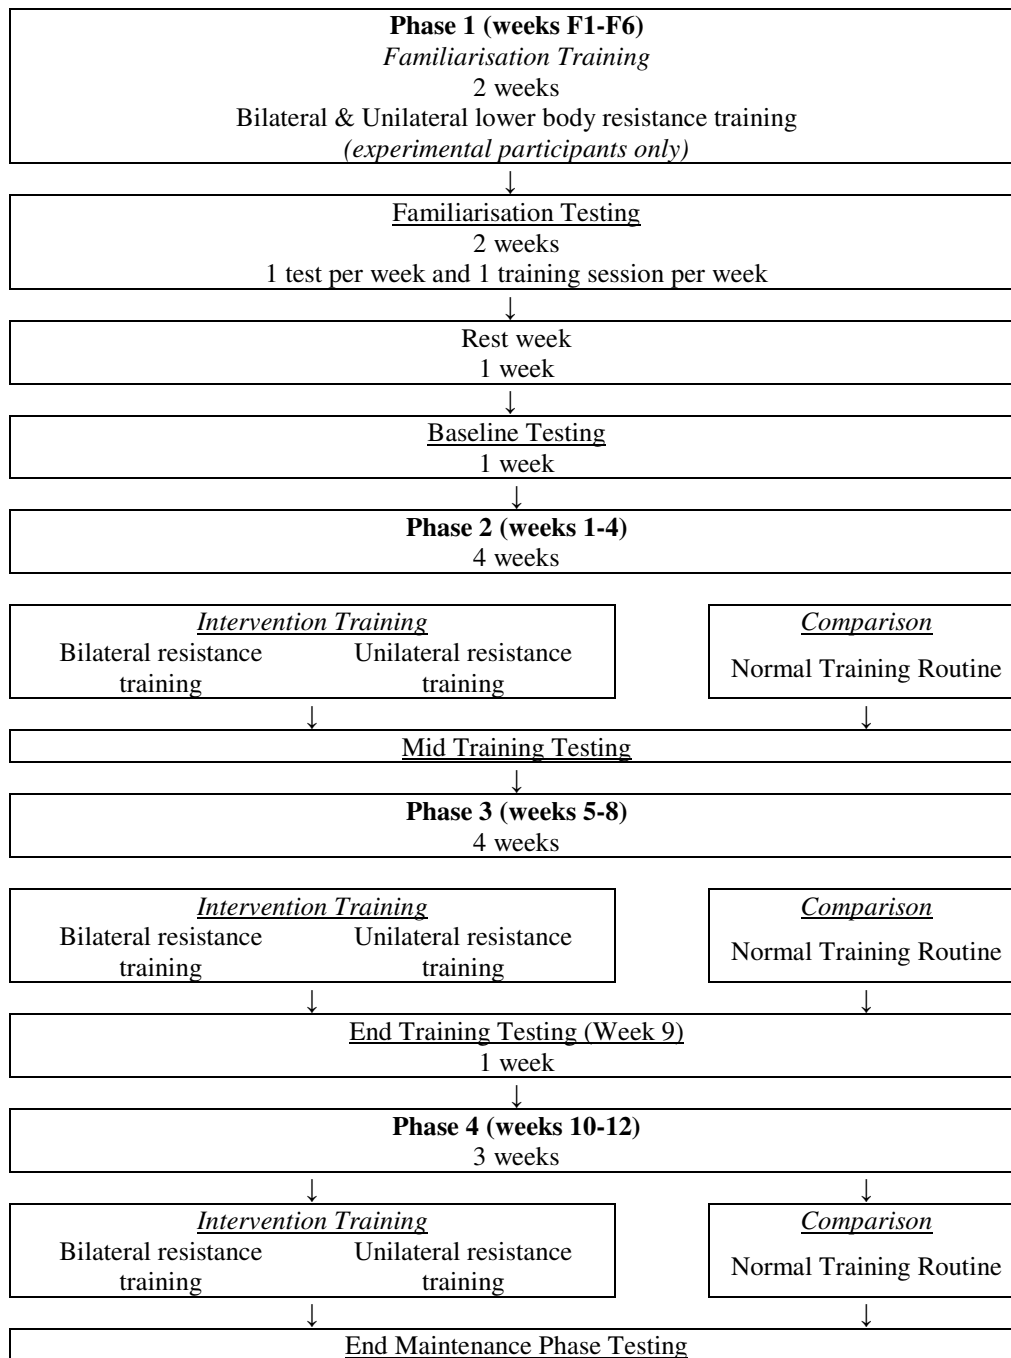 Phase 1 (weeks F1-F6)
Familiarisation Training
2 weeks
Bilateral & Unilateral lower body resistance training
(experimental participants only)
↓
Familiarisation Testing
2 weeks
1 test per week and 1 training session per week
↓
Rest week
1 week
↓
Baseline Testing
1 week
↓
Phase 2 (weeks 1-4)
4 weeks
Intervention Training
Bilateral resistance
training
Unilateral resistance
training
Comparison
Normal Training Routine
↓ ↓
Mid Training Testing
↓
Phase 3 (weeks 5-8)
4 weeks
Intervention Training
Bilateral resistance
training
Unilateral resistance
training
Comparison
Normal Training Routine
↓ ↓
End Training Testing (Week 9)
1 week
↓
Phase 4 (weeks 10-12)
3 weeks
↓ ↓
Intervention Training
Bilateral resistance
training
Unilateral resistance
training
Comparison
Normal Training Routine
↓ ↓
End Maintenance Phase Testing